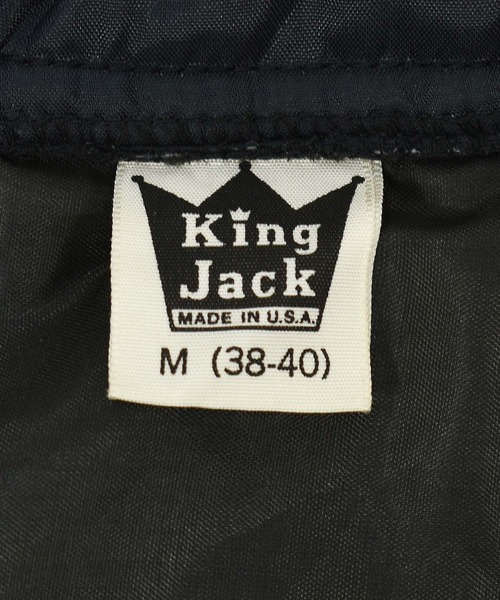 King
Jack
MADE IN U.S.A.
M (38-40)